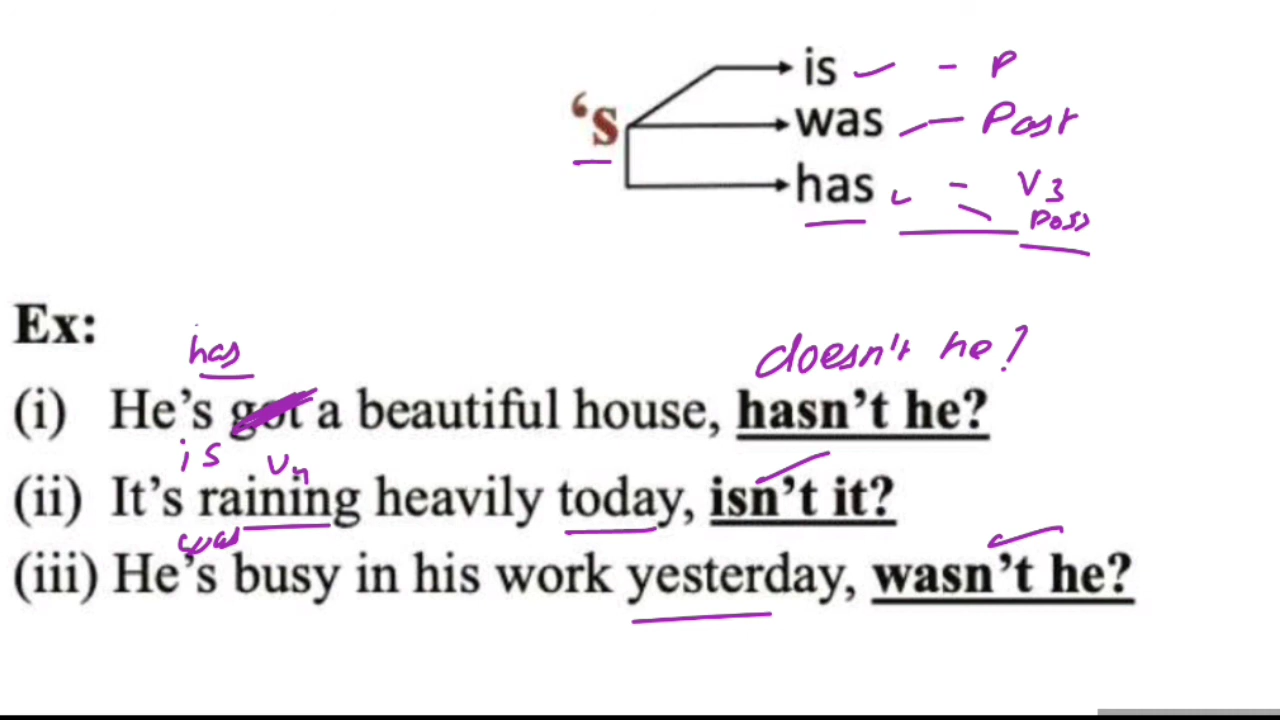 is - P
‘s was - Past
has - V3
Poss
Ex:
has doesn't he?
(i) He’s got a beautiful house, hasn’t he?
is
(ii) It’s raining heavily today, isn’t it?
was
(iii) He’s busy in his work yesterday, wasn’t he?